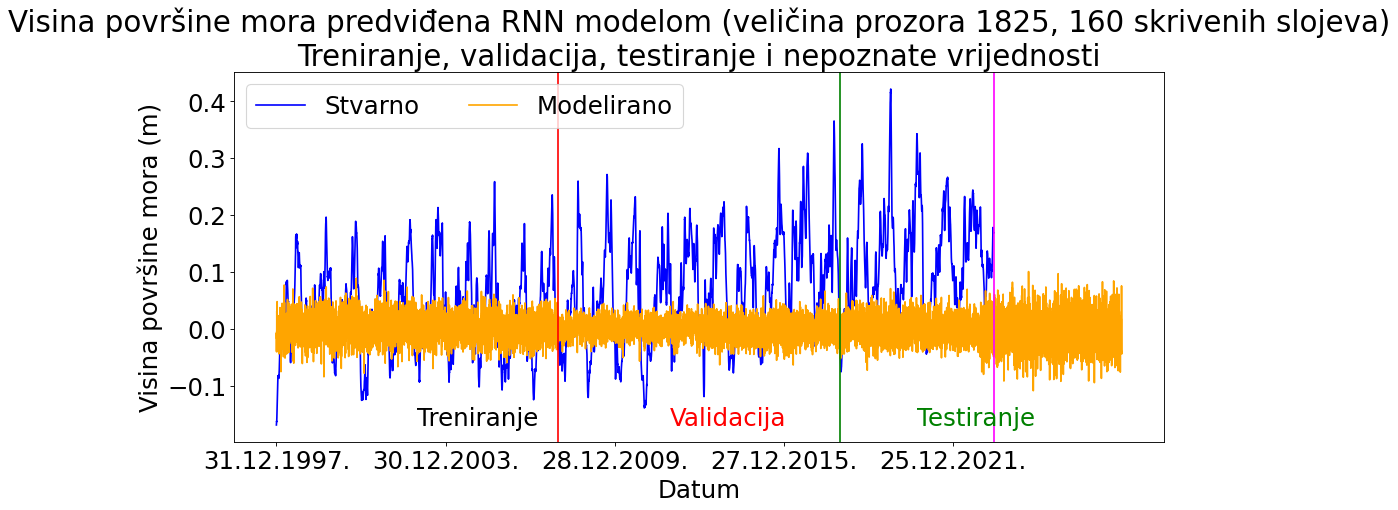 Visina površine mora predviđena RNN modelom (veličina prozora 1825, 160 skrivenih slojeva)
Treniranje, validacija, testiranje i nepoznate vrijednosti
Stvarno Modelirano
Visina površine mora (m)
0.4
0.3
0.2
0.1
0.0
−0.1
Treniranje Validacija Testiranje
31.12.1997. 30.12.2003. 28.12.2009. 27.12.2015. 25.12.2021.
Datum